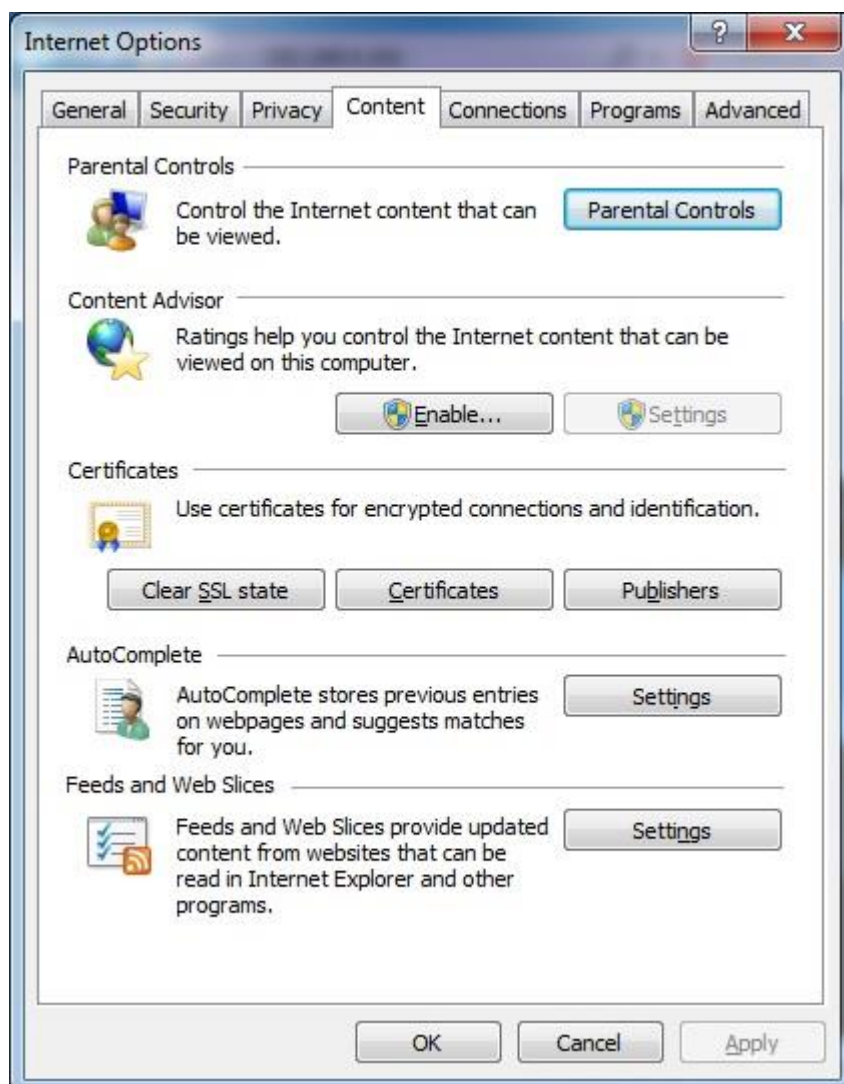 Internet Options
General Security Privacy Content Connections Programs Advanced
Parental Controls
Control the Internet content that can
be viewed.
Parental Controls
Content Advisor
Ratings help you control the Internet content that can be
viewed on this computer.
Enable... Settings
Certificates
Use certificates for encrypted connections and identification.
Clear SSL state Certificates Publishers
AutoComplete
AutoComplete stores previous entries
on webpages and suggests matches
for you.
Settings
Feeds and Web Slices
Feeds and Web Slices provide updated
content from websites that can be
read in Internet Explorer and other
programs.
Settings
OK Cancel Apply